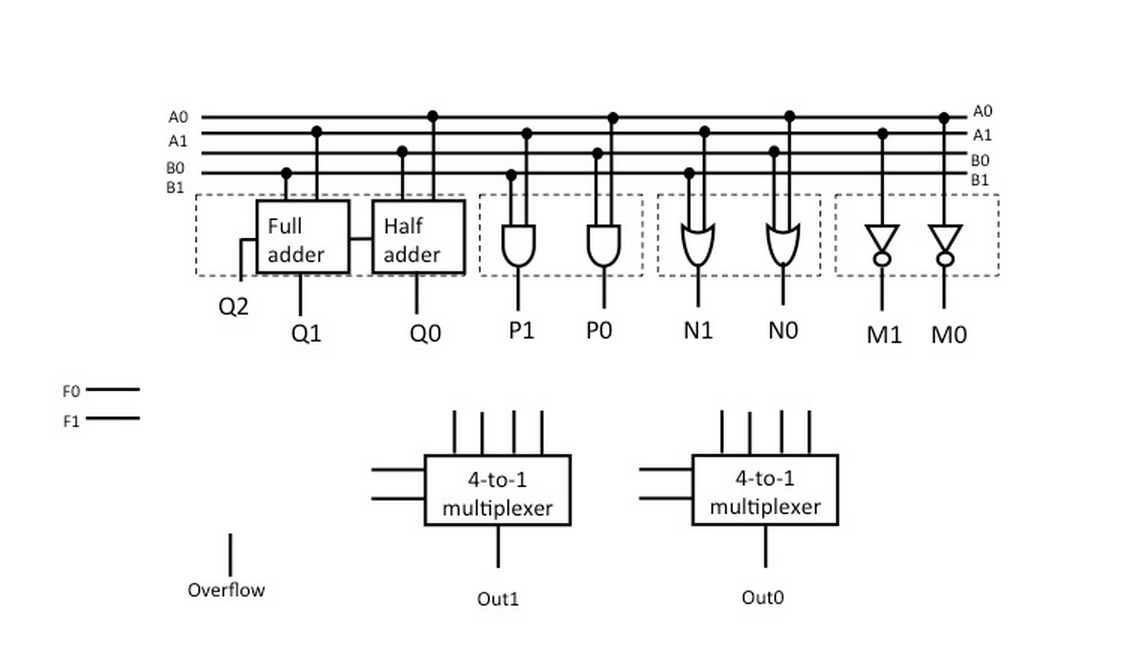 A0 A0
A1 A1
B0 B0
B1 B1
Full adder
Half adder
Q2
Q1 Q0 P1 P0 N1 N0 M1 M0
F0
F1
4-to-1 multiplexer
4-to-1 multiplexer
Overflow
Out1
Out0